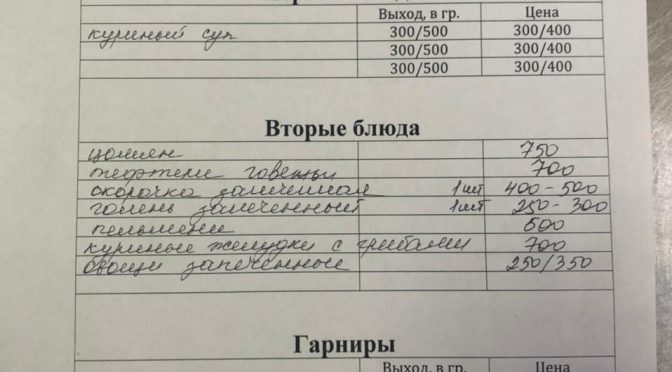 Выход, в гр. Цена
куриный суп 300/500 300/400
300/500 300/400
300/500 300/400
Вторые блюда
цомян 750
тефтели говяжьи 700
окорочка запеченная 1шт 400-500
голень запеченный 1шт 250-300
пельмени 500
куриные желудки с грибами 700
овощи запеченные 250/350
Гарниры
Выход, в гр. Цена